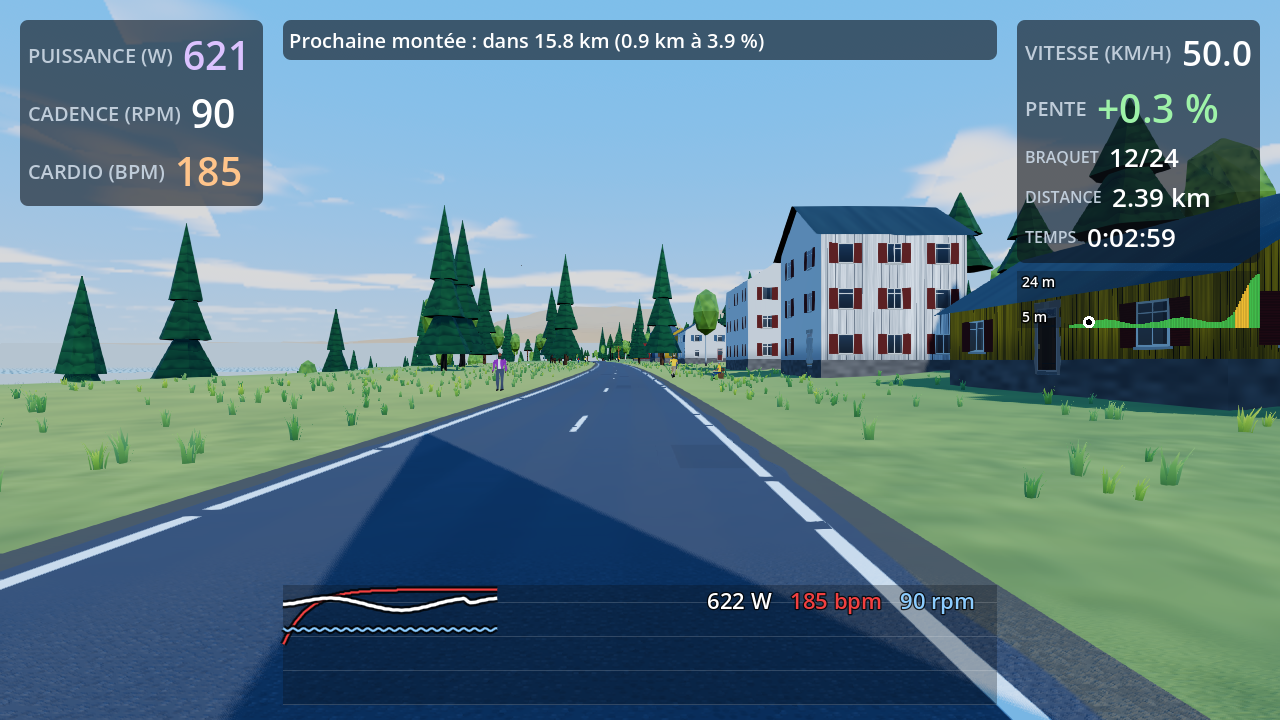 PUISSANCE (W) 621
CADENCE (RPM) 90
CARDIO (BPM) 185
Prochaine montée : dans 15.8 km (0.9 km à 3.9 %)
VITESSE (KM/H) 50.0
PENTE +0.3 %
BRAQUET 12/24
DISTANCE 2.39 km
TEMPS 0:02:59
24 m
5 m
622 W 185 bpm 90 rpm